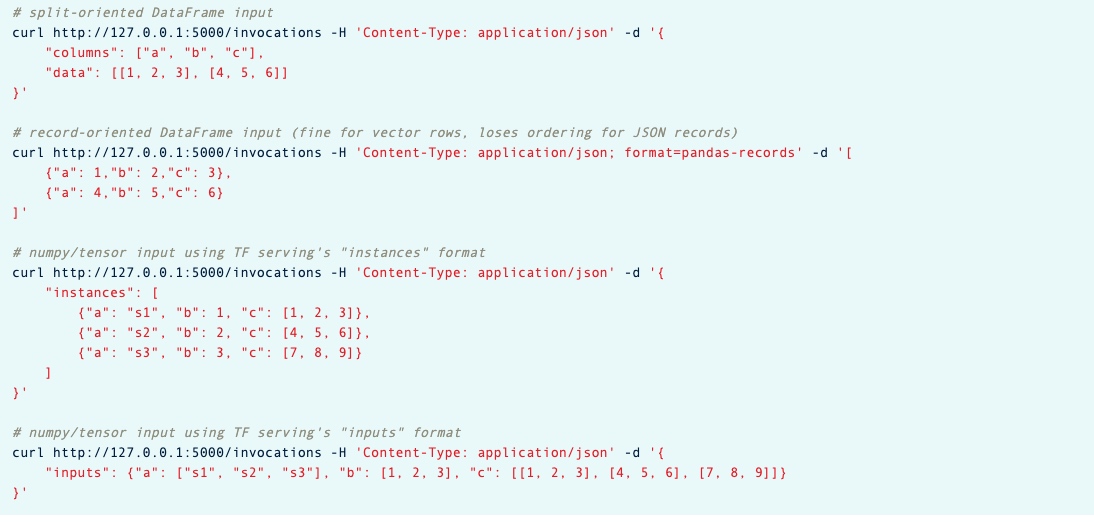 # split-oriented DataFrame input
curl http://127.0.0.1:5000/invocations -H 'Content-Type: application/json' -d '{
    "columns": ["a", "b", "c"],
    "data": [[1, 2, 3], [4, 5, 6]]
}'

# record-oriented DataFrame input (fine for vector rows, loses ordering for JSON records)
curl http://127.0.0.1:5000/invocations -H 'Content-Type: application/json; format=pandas-records' -d '[
    {"a": 1,"b": 2,"c": 3},
    {"a": 4,"b": 5,"c": 6}
]'

# numpy/tensor input using TF serving's "instances" format
curl http://127.0.0.1:5000/invocations -H 'Content-Type: application/json' -d '{
    "instances": [
        {"a": "s1", "b": 1, "c": [1, 2, 3]},
        {"a": "s2", "b": 2, "c": [4, 5, 6]},
        {"a": "s3", "b": 3, "c": [7, 8, 9]}
    ]
}'

# numpy/tensor input using TF serving's "inputs" format
curl http://127.0.0.1:5000/invocations -H 'Content-Type: application/json' -d '{
    "inputs": {"a": ["s1", "s2", "s3"], "b": [1, 2, 3], "c": [[1, 2, 3], [4, 5, 6], [7, 8, 9]]}
}'